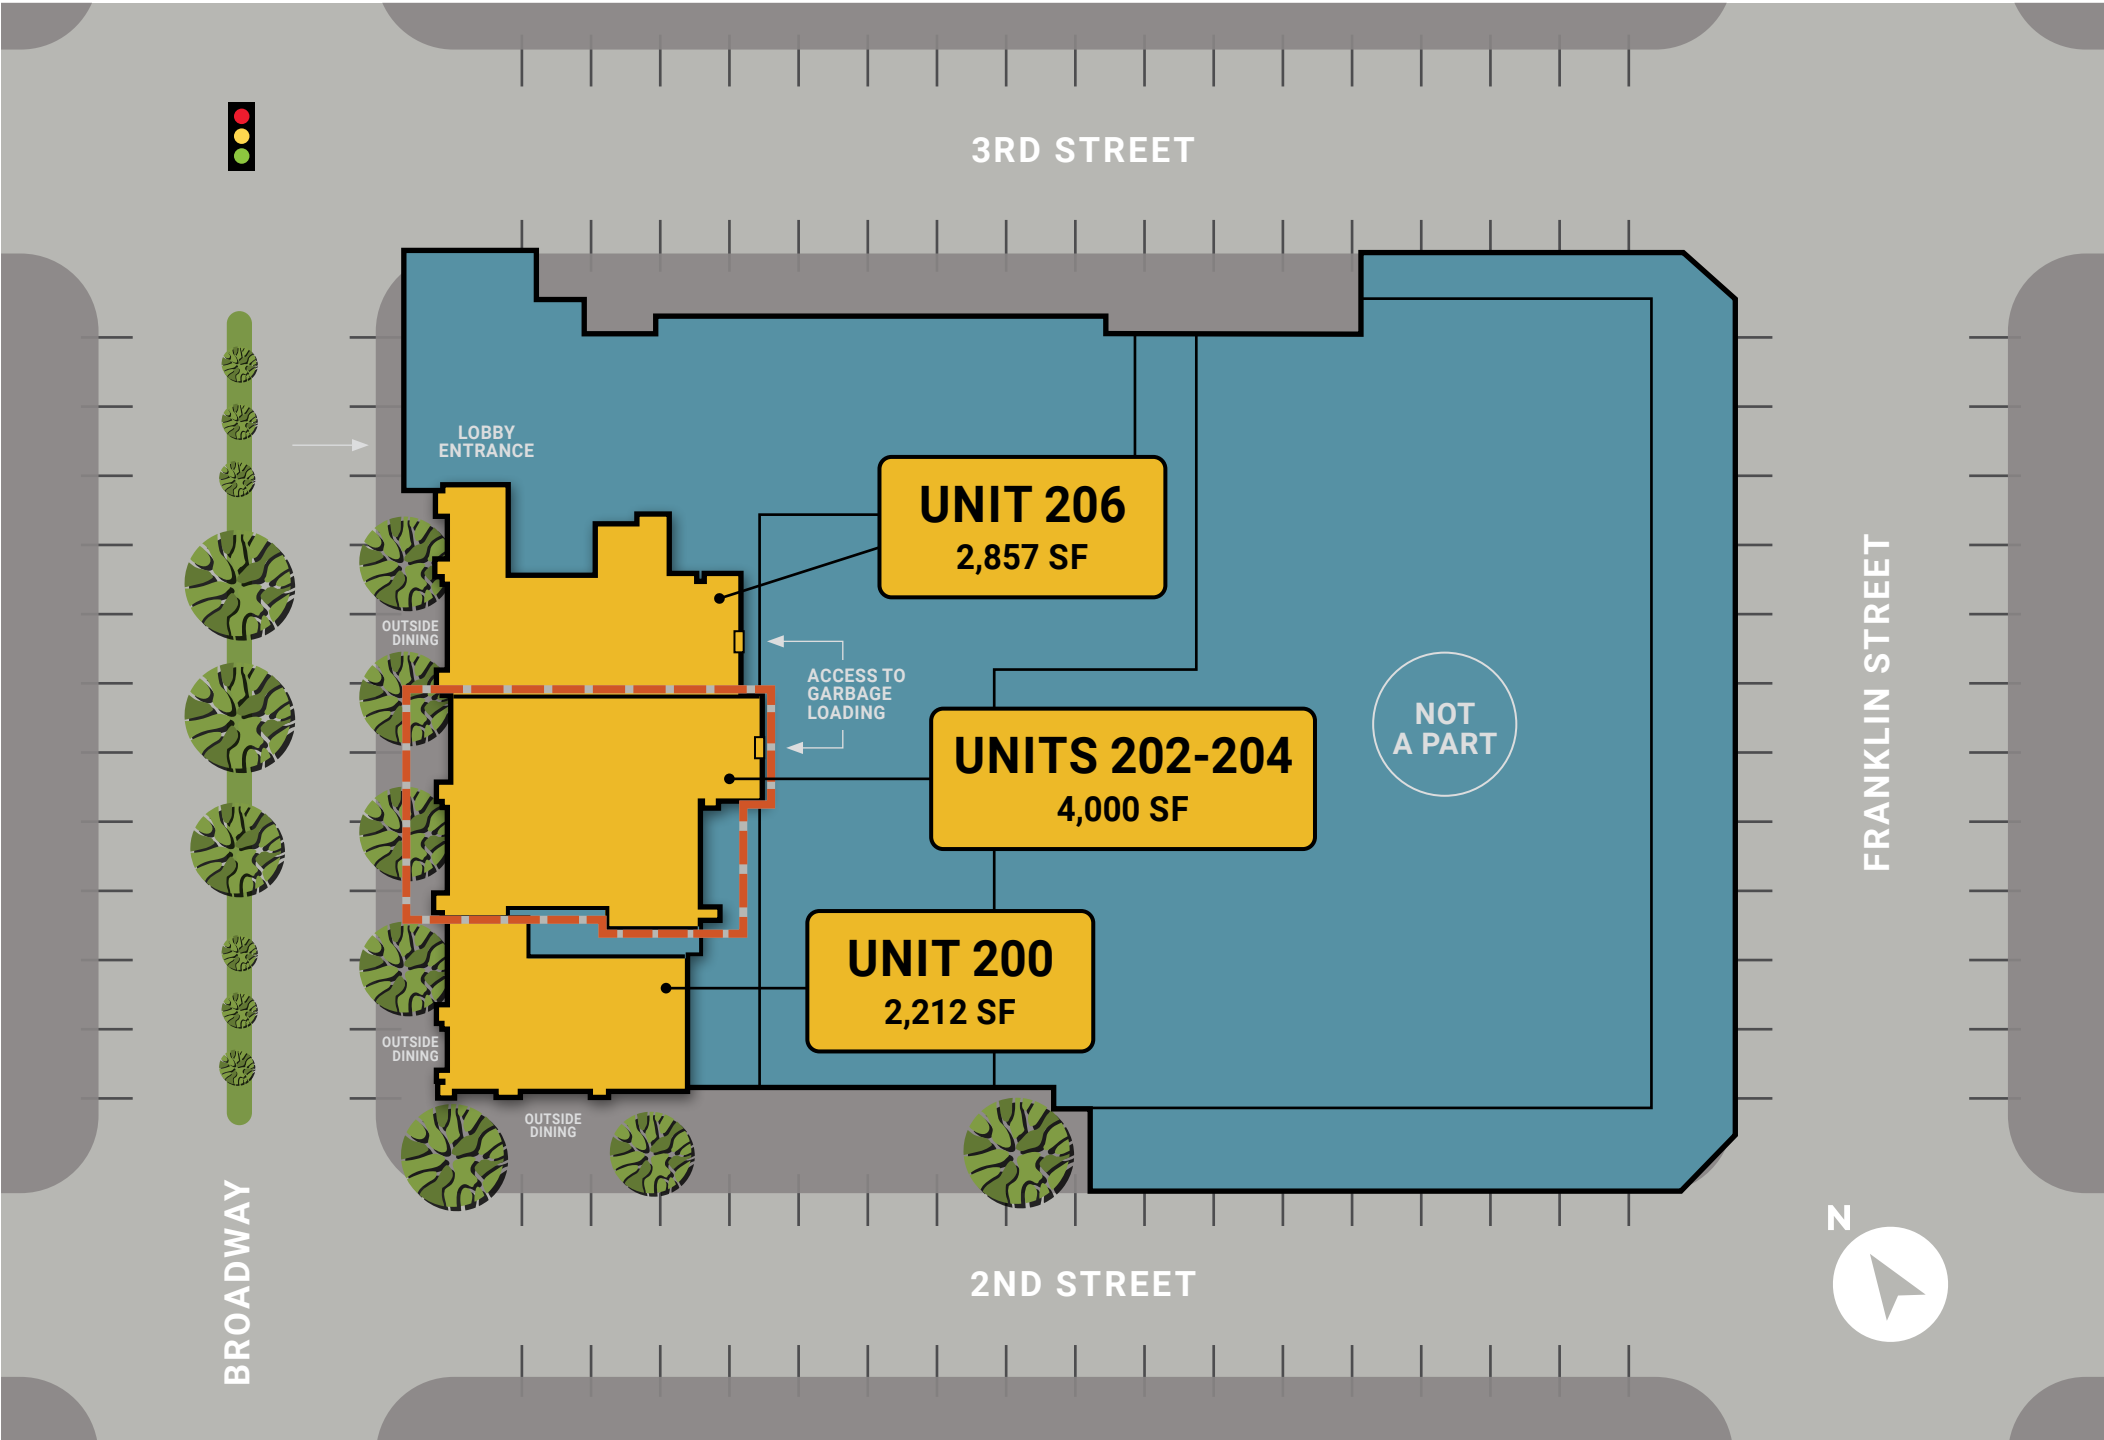 3RD STREET
LOBBY
ENTRANCE
UNIT 206
2,857 SF
OUTSIDE
DINING
ACCESS TO
GARBAGE
LOADING
UNITS 202-204
4,000 SF
NOT
A PART
FRANKLIN STREET
UNIT 200
2,212 SF
OUTSIDE
DINING
OUTSIDE
DINING
BROADWAY
2ND STREET
N